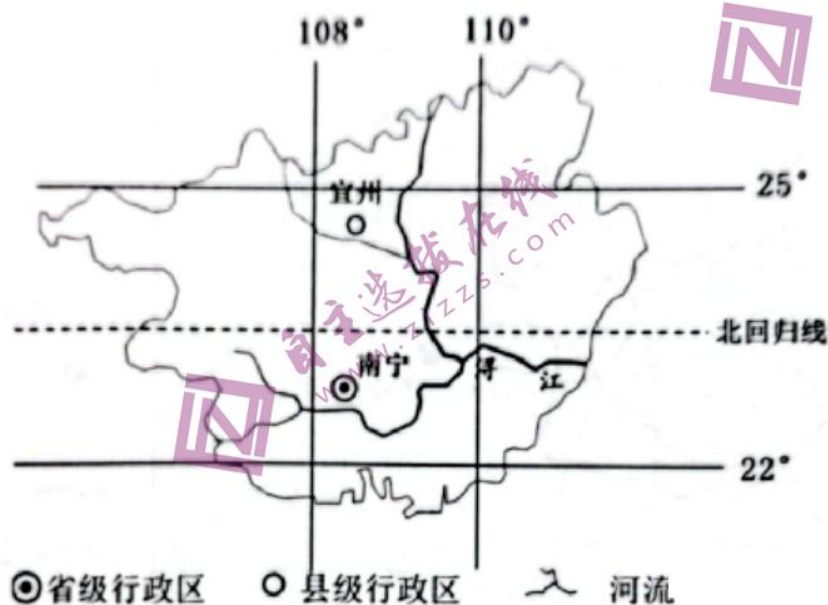 108° 110°
25°
宜州
北回归线
南宁
浔 江
22°
省级行政区 县级行政区 河流
自主选拔在线
www.zizzs.com